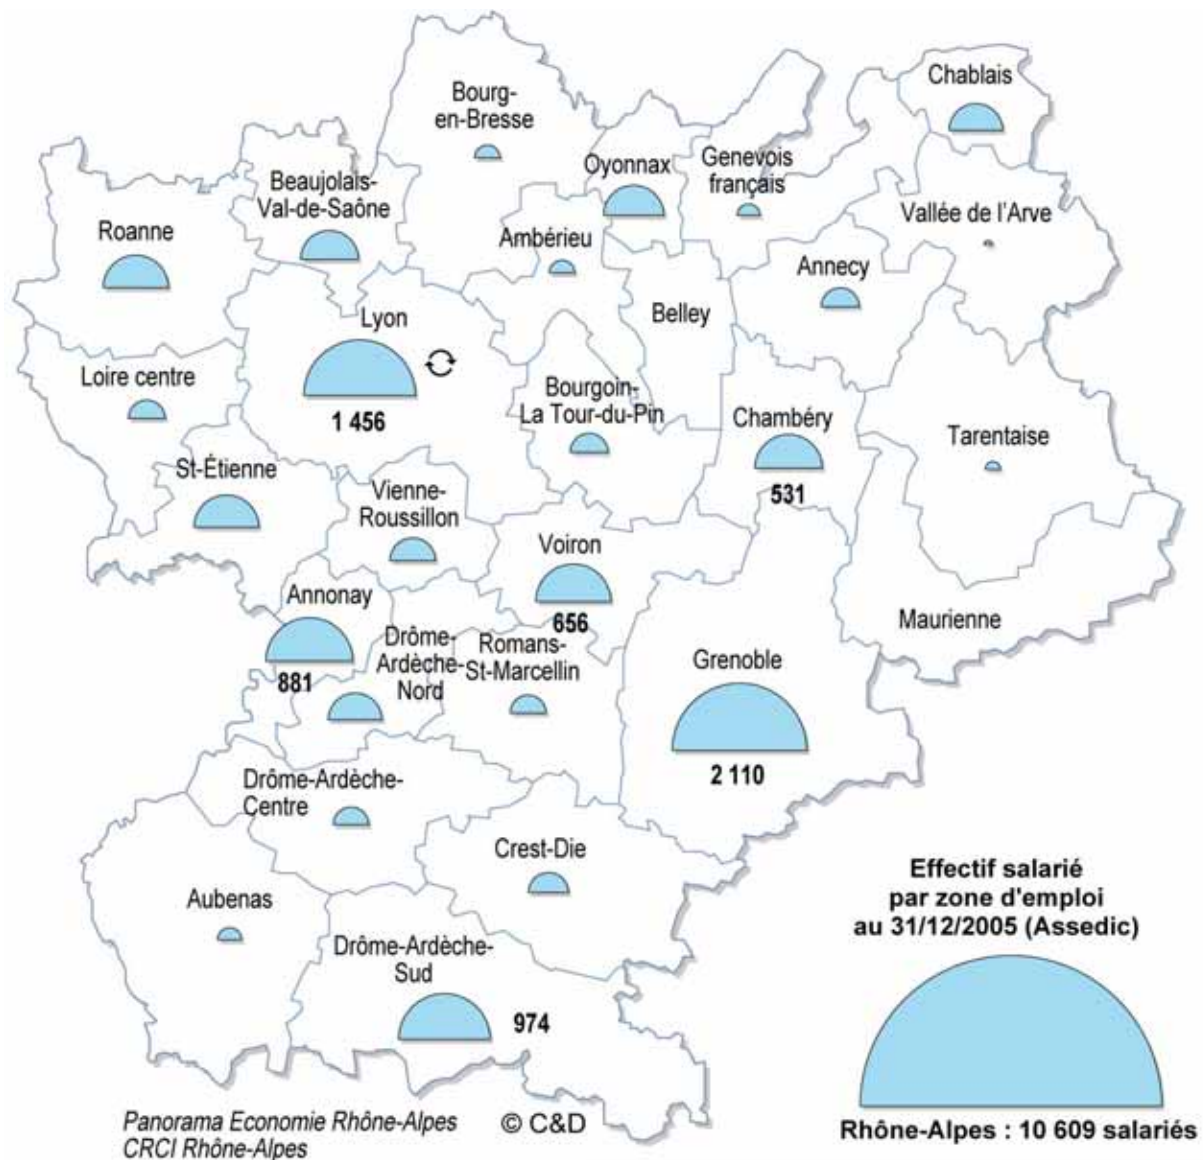 Chablais
Bourg-
en-Bresse
Oyonnax
Genevois
français
Beaujolais-
Val-de-Saône
Vallée de l'Arve
Roanne
Ambérieu
Annecy
Lyon
Belley
1 456
Loire centre
Bourgoin-
La Tour-du-Pin
Chambéry
531
Tarentaise
St-Étienne
Vienne-
Roussillon
Voiron
656
Annonay
881
Maurienne
Drôme-
Ardèche-
Nord
Romans-
St-Marcellin
Grenoble
2 110
Drôme-Ardèche-
Centre
Crest-Die
Aubenas
Drôme-Ardèche-
Sud
974
Effectif salarié
par zone d'emploi
au 31/12/2005 (Assedic)
Rhône-Alpes : 10 609 salariés
Panorama Economie Rhône-Alpes
CRCI Rhône-Alpes
© C&D